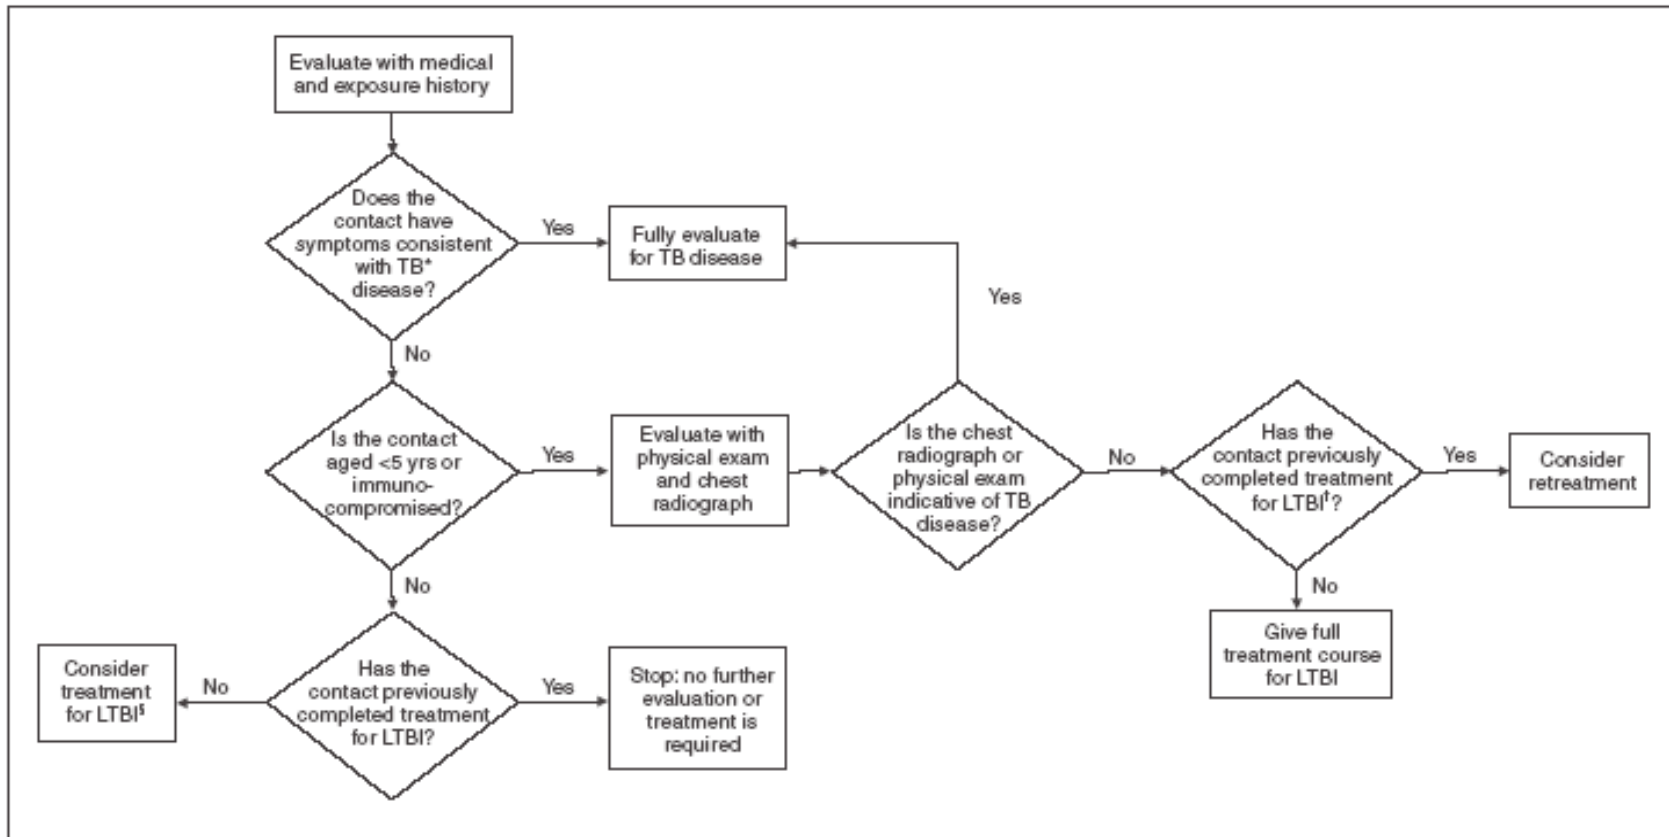 Evaluate with medical
and exposure history
Does the
contact have
symptoms consistent
with TB*
disease?
Yes
Fully evaluate
for TB disease
Yes
No
Is the contact
aged <5 yrs or
immuno-
compromised?
Yes
Evaluate with
physical exam
and chest
radiograph
Is the chest
radiograph or
physical exam
indicative of TB
disease?
No
Has the
contact previously
completed treatment
for LTBI†?
Yes
Consider
retreatment
No
Give full
treatment course
for LTBI
No
Has the
contact previously
completed treatment
for LTBI?
No
Consider
treatment
for LTBI§
Yes
Stop: no further
evaluation or
treatment is
required